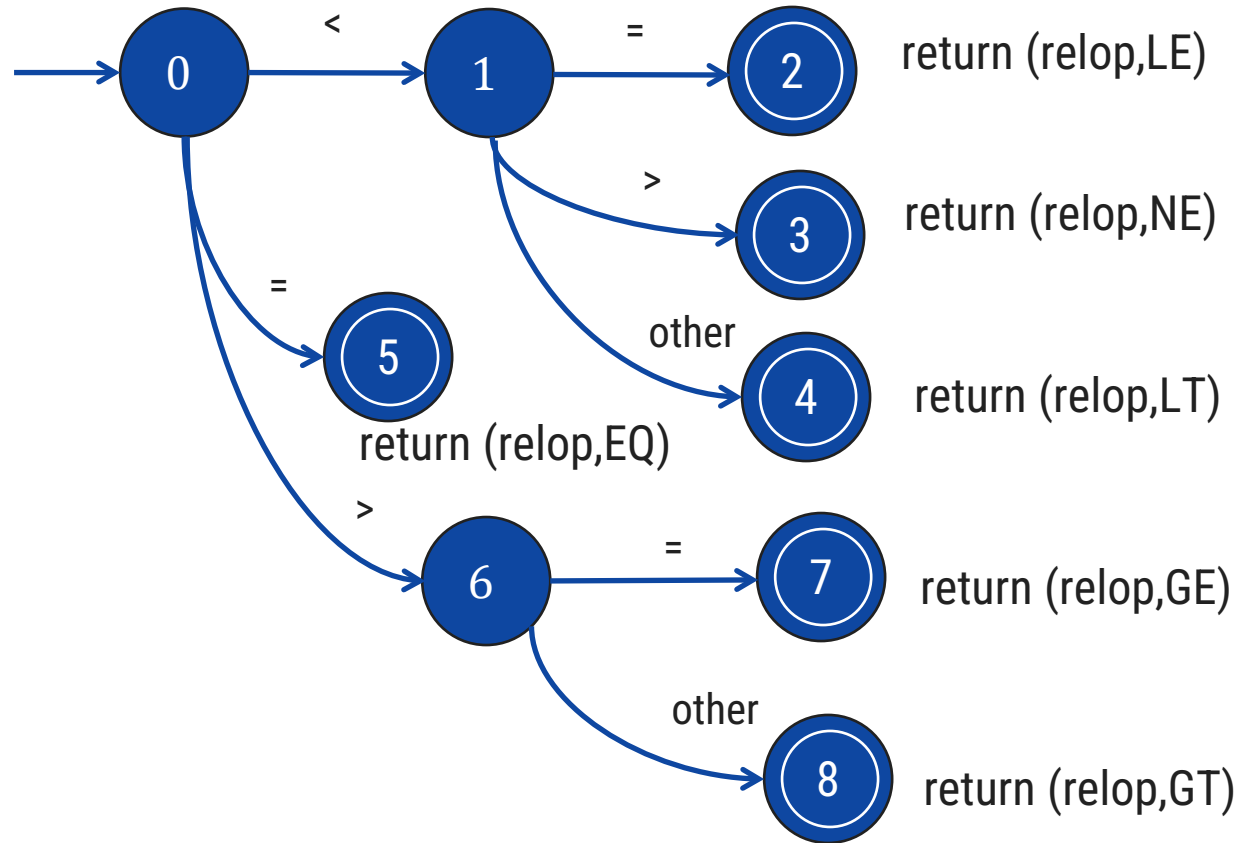 <
=
0
1
2
return (relop,LE)
>
3
return (relop,NE)
=
other
5
4
return (relop,LT)
return (relop,EQ)
>
=
6
7
return (relop,GE)
other
8
return (relop,GT)